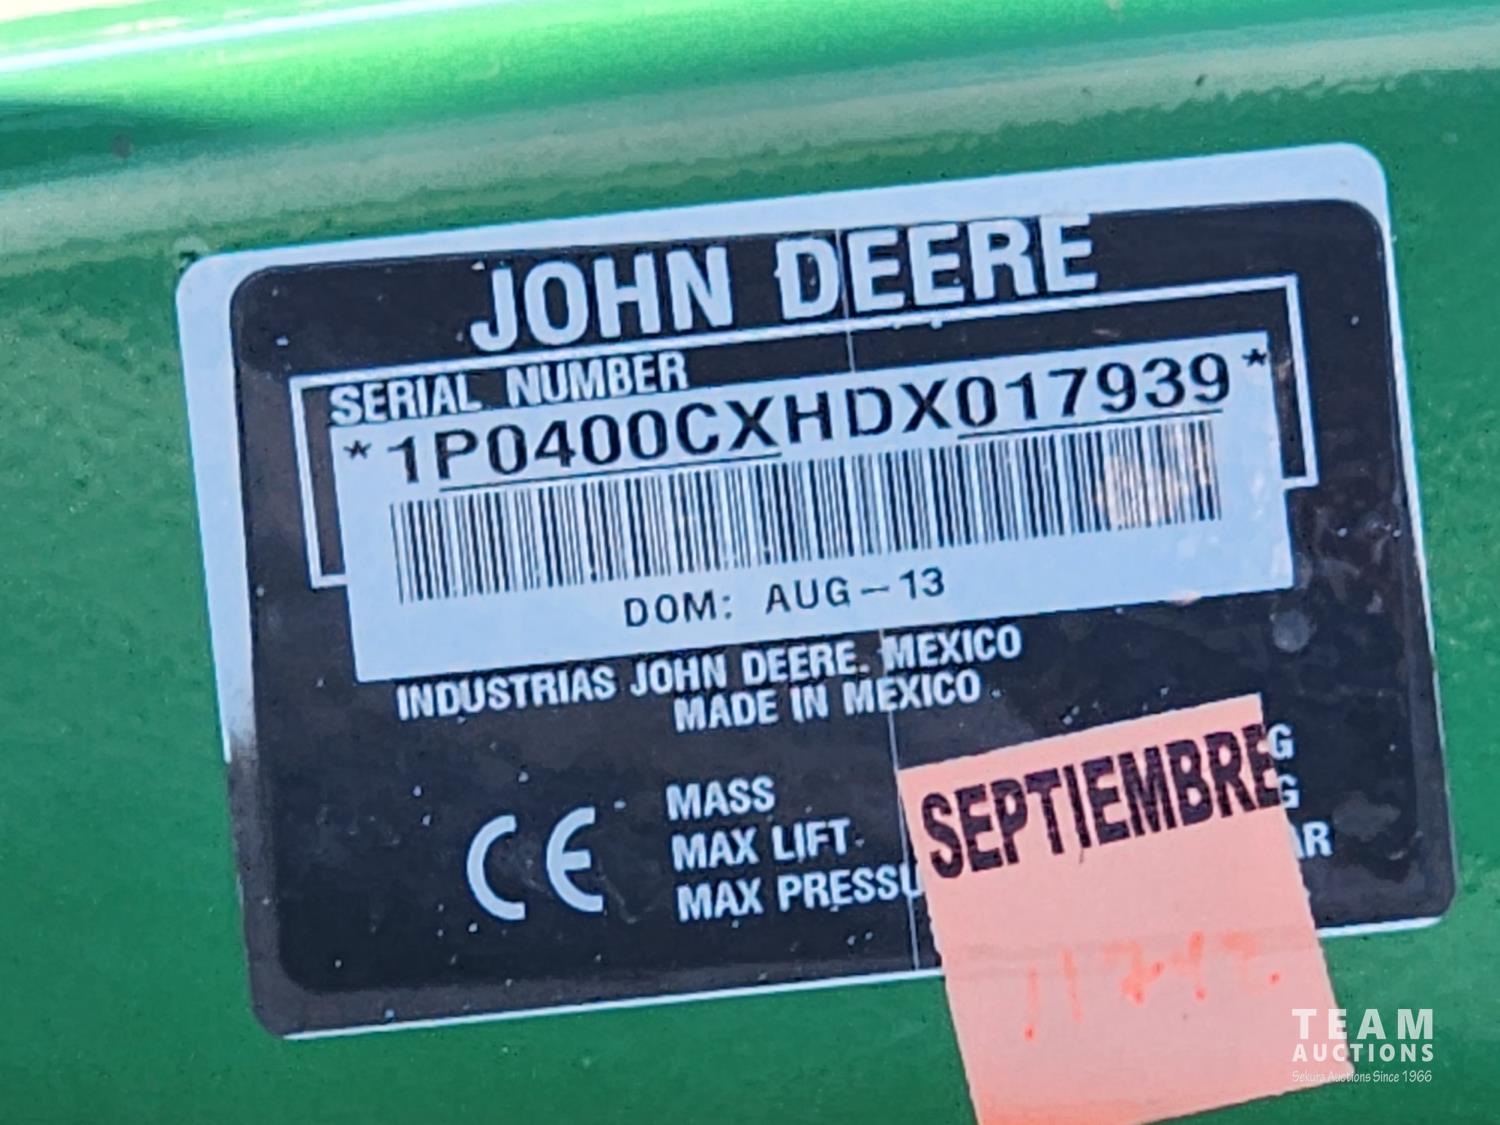 JOHN DEERE
SERIAL NUMBER
*1P0400CXHDX017939*
DOM: AUG-13
INDUSTRIAS JOHN DEERE. MEXICO
MADE IN MEXICO
CE
MASS
MAX LIFT
MAX PRESSU
SEPTIEMBRE
TEAM
AUCTIONS
Sekura Auctions Since 1966